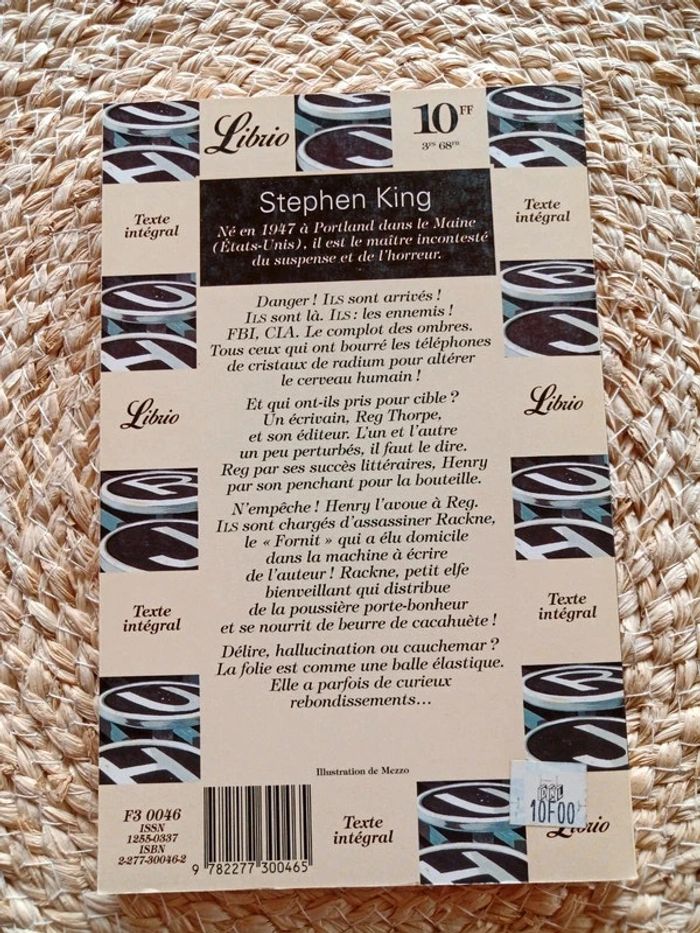 Librio
10 FF
3ps 68rn
Texte
intégral
Stephen King
Né en 1947 à Portland dans le Maine
(États-Unis), il est le maître incontesté
du suspense et de l'horreur.
Texte
intégral
Danger ! ILS sont arrivés !
ILS sont là. ILS : les ennemis !
FBI, CIA. Le complot des ombres.
Tous ceux qui ont bourré les téléphones
de cristaux de radium pour altérer
le cerveau humain !
Librio
Librio
Et qui ont-ils pris pour cible ?
Un écrivain, Reg Thorpe,
et son éditeur. L'un et l'autre
un peu perturbés, il faut le dire.
Reg par ses succès littéraires, Henry
par son penchant pour la bouteille.
N'empêche ! Henry l'avoue à Reg.
ILS sont chargés d'assassiner Rackne,
le « Fornit » qui a élu domicile
dans la machine à écrire
de l'auteur ! Rackne, petit elfe
bienveillant qui distribue
de la poussière porte-bonheur
et se nourrit de beurre de cacahuète !
Texte
intégral
Texte
intégral
Délire, hallucination ou cauchemar ?
La folie est comme une balle élastique.
Elle a parfois de curieux
rebondissements...
Illustration de Mezzo
F3 0046
ISSN
1255-0337
ISBN
2-277-30046-2
9 782277 300465
Texte
intégral
10F00
Librio